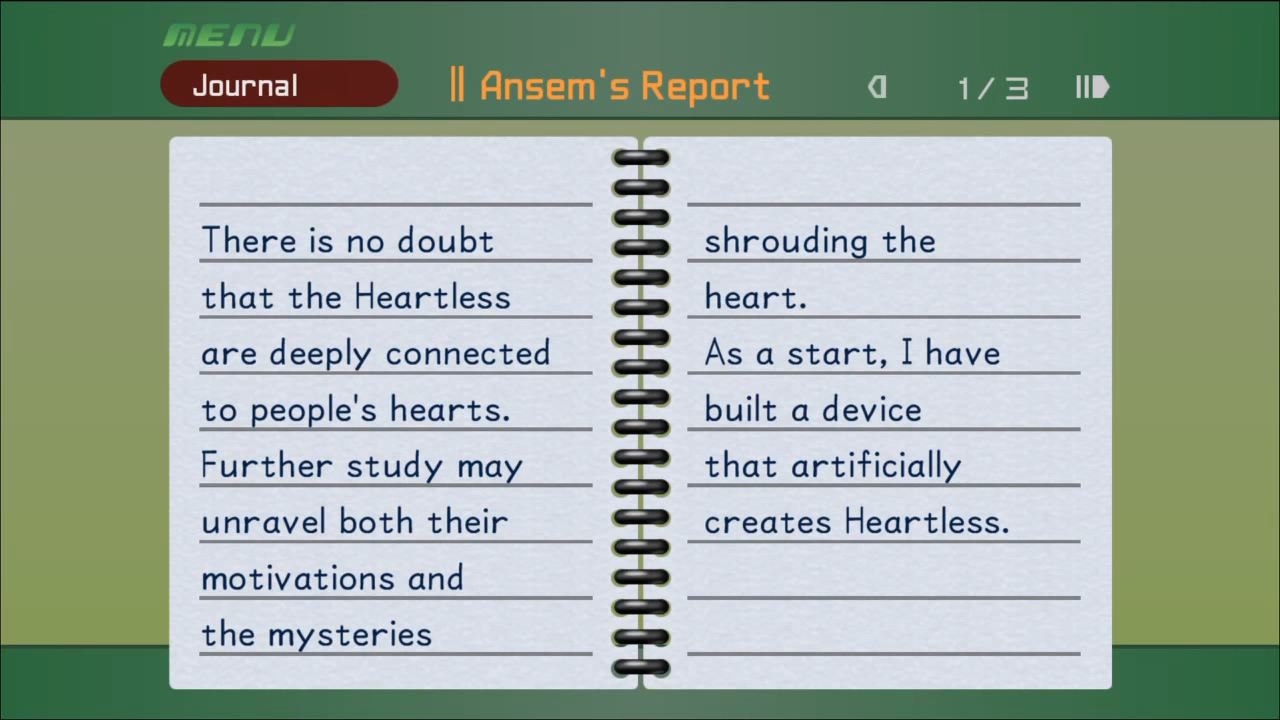 MENU
Journal
Ansem's Report
1/3
There is no doubt
that the Heartless
are deeply connected
to people's hearts.
Further study may
unravel both their
motivations and
the mysteries
shrouding the
heart.
As a start, I have
built a device
that artificially
creates Heartless.